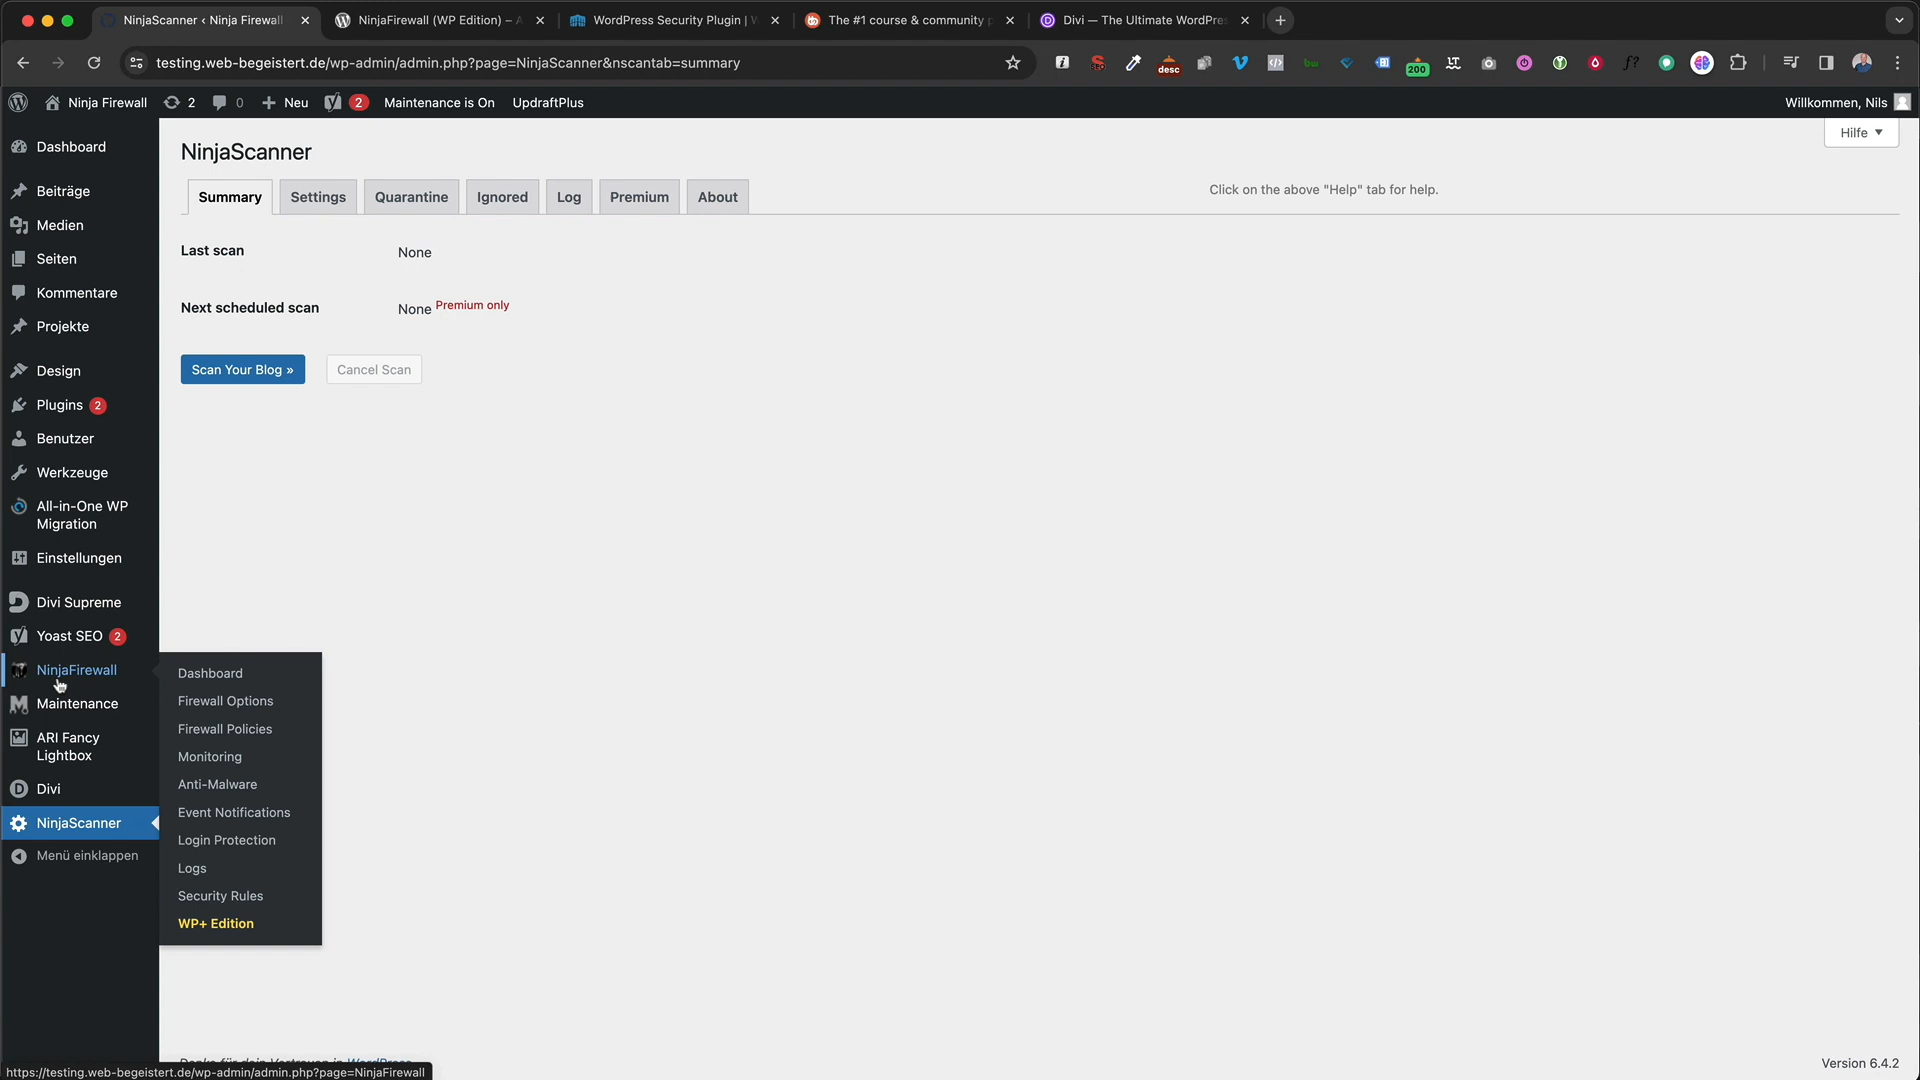 NinjaScanner ‹ Ninja Firewall
NinjaFirewall (WP Edition) – A
WordPress Security Plugin | W
The #1 course & community p
Divi — The Ultimate WordPres
testing.web-begeistert.de/wp-admin/admin.php?page=NinjaScanner&nscantab=summary
desc
200
Ninja Firewall
2
0
Neu
2
Maintenance is On
UpdraftPlus
Willkommen, Nils
Hilfe
Dashboard
Beiträge
Medien
Seiten
Kommentare
Projekte
Design
Plugins 2
Benutzer
Werkzeuge
All-in-One WP
Migration
Einstellungen
Divi Supreme
Yoast SEO 2
NinjaFirewall
Maintenance
ARI Fancy
Lightbox
Divi
NinjaScanner
Menü einklappen
Dashboard
Firewall Options
Firewall Policies
Monitoring
Anti-Malware
Event Notifications
Login Protection
Logs
Security Rules
WP+ Edition
NinjaScanner
Summary
Settings
Quarantine
Ignored
Log
Premium
About
Click on the above "Help" tab for help.
Last scan
None
Next scheduled scan
None Premium only
Scan Your Blog »
Cancel Scan
Danke für dein Vertrauen in WordPress.
Version 6.4.2
https://testing.web-begeistert.de/wp-admin/admin.php?page=NinjaFirewall